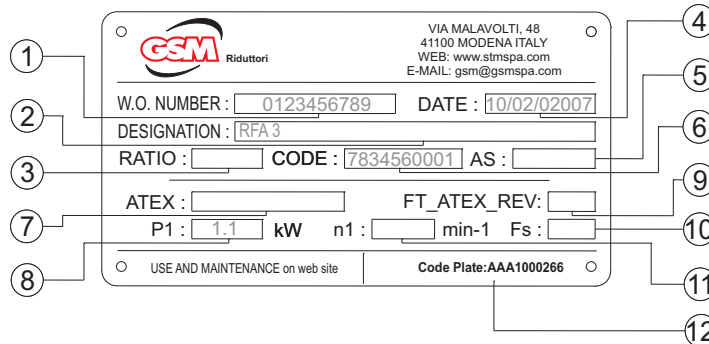 GSM Riduttori
VIA MALAVOLTI, 48
41100 MODENA ITALY
WEB: www.stmspa.com
E-MAIL: gsm@gsmspa.com
1
4
W.O. NUMBER : 0123456789 DATE : 10/02/02007
5
2
DESIGNATION : RFA 3
6
3
RATIO : CODE : 7834560001 AS :
9
ATEX : FT_ATEX_REV:
7
P1 : 1.1 kW n1 : min-1 Fs :
10
8
USE AND MAINTENANCE on web site Code Plate:AAA1000266
11
12